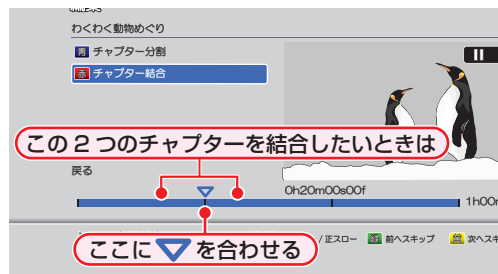 わくわく動物めぐり
青 チャプター分割
赤 チャプター結合
この2つのチャプターを結合したいときは
戻る
0h20m00s00f
1h00m
ここに▽を合わせる
/正スロー 緑 前へスキップ 黄 次へスキ